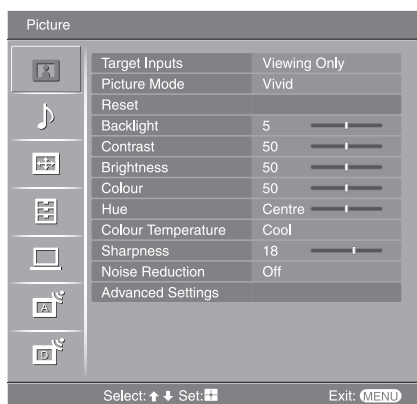 Picture
Target Inputs Viewing Only
Picture Mode Vivid
Reset
Backlight 5
Contrast 50
Brightness 50
Colour 50
Hue Centre
Colour Temperature Cool
Sharpness 18
Noise Reduction Off
Advanced Settings
A
D
Select: Set: Exit: MENU